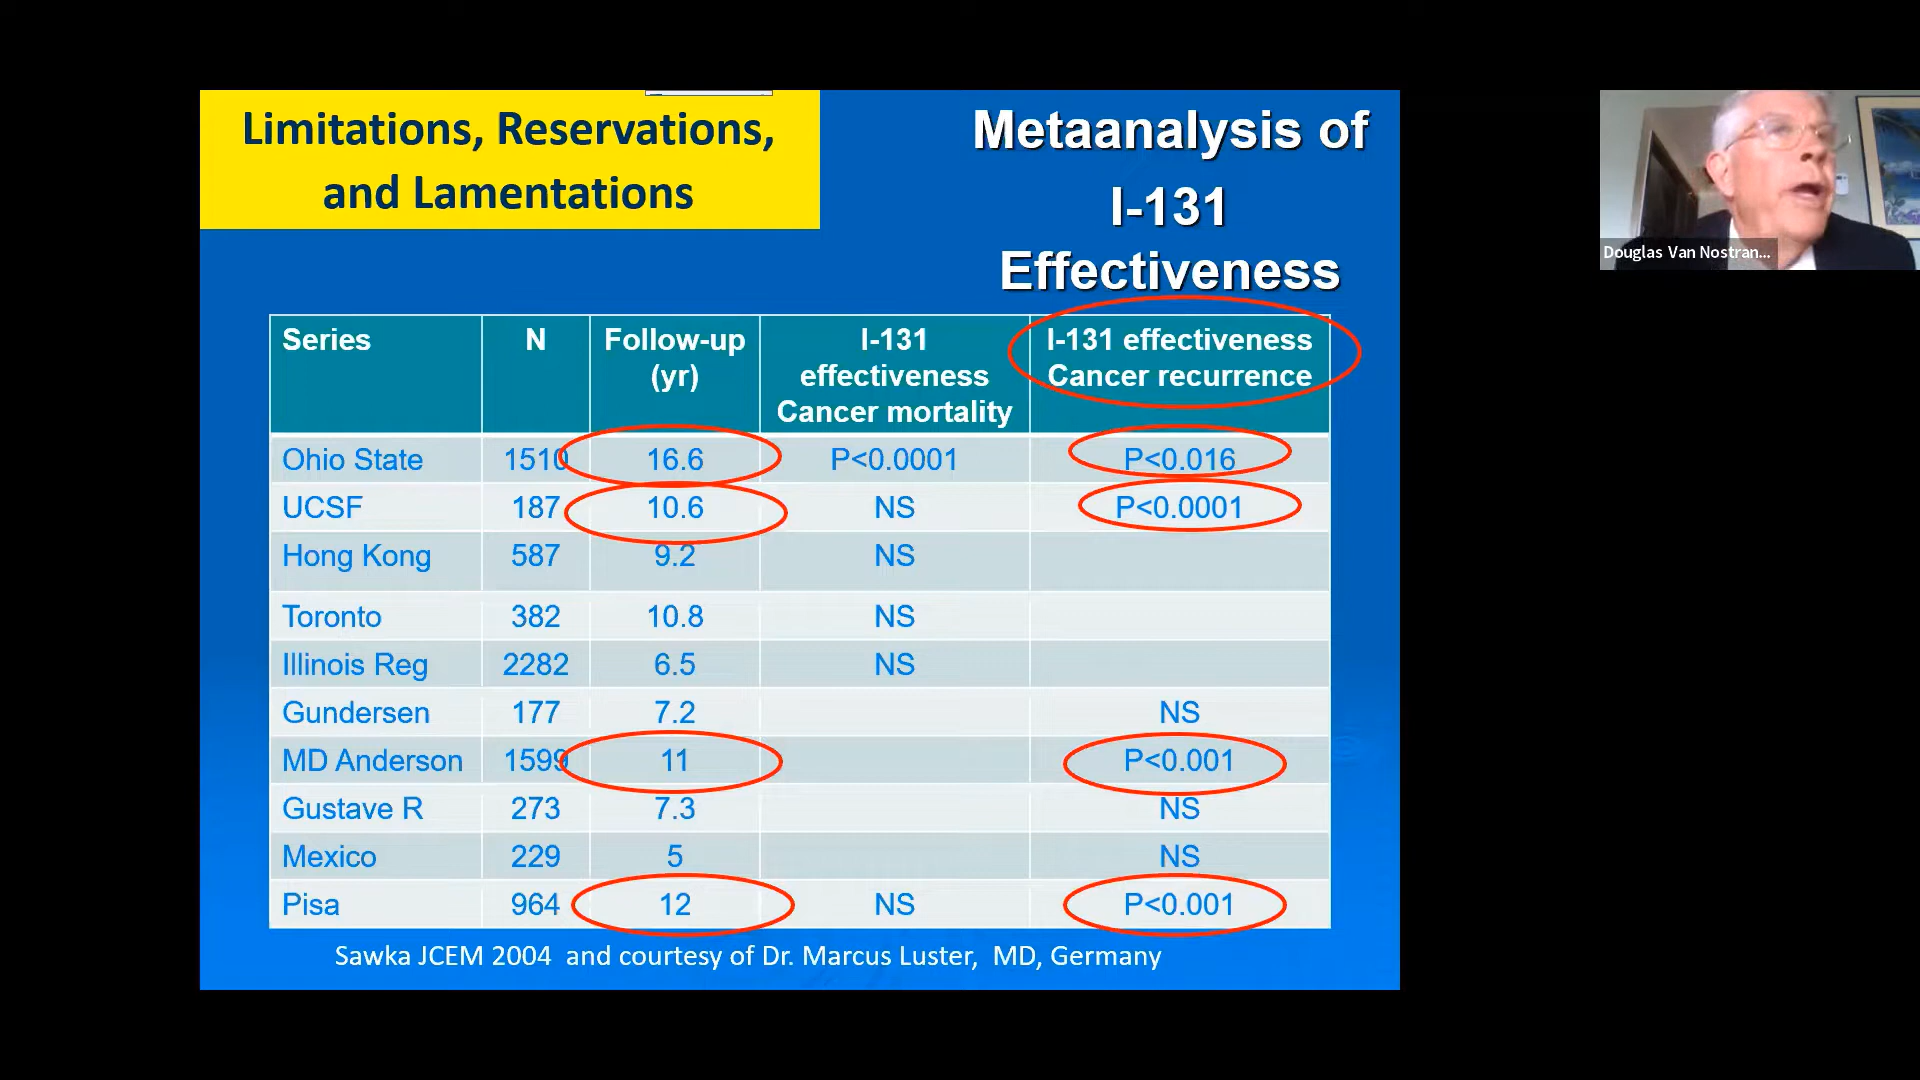 Limitations, Reservations,
and Lamentations
Metaanalysis of
I-131
Effectiveness
Series N Follow-up (yr) I-131 effectiveness Cancer mortality I-131 effectiveness Cancer recurrence
Ohio State 1510 16.6 P<0.0001 P<0.016
UCSF 187 10.6 NS P<0.0001
Hong Kong 587 9.2 NS
Toronto 382 10.8 NS
Illinois Reg 2282 6.5 NS
Gundersen 177 7.2 NS
MD Anderson 1599 11 P<0.001
Gustave R 273 7.3 NS
Mexico 229 5 NS
Pisa 964 12 NS P<0.001
Sawka JCEM 2004 and courtesy of Dr. Marcus Luster, MD, Germany
Douglas Van Nostran...